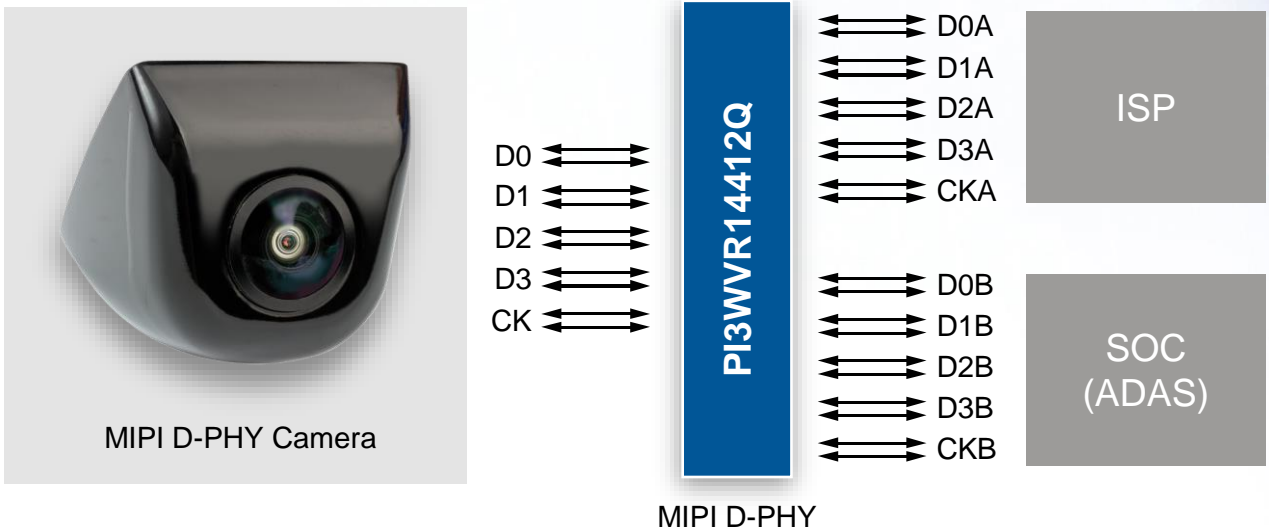 MIPI D-PHY Camera
D0
D1
D2
D3
CK
PI3WVR14412Q
MIPI D-PHY
D0A
D1A
D2A
D3A
CKA
ISP
D0B
D1B
D2B
D3B
CKB
SOC
(ADAS)